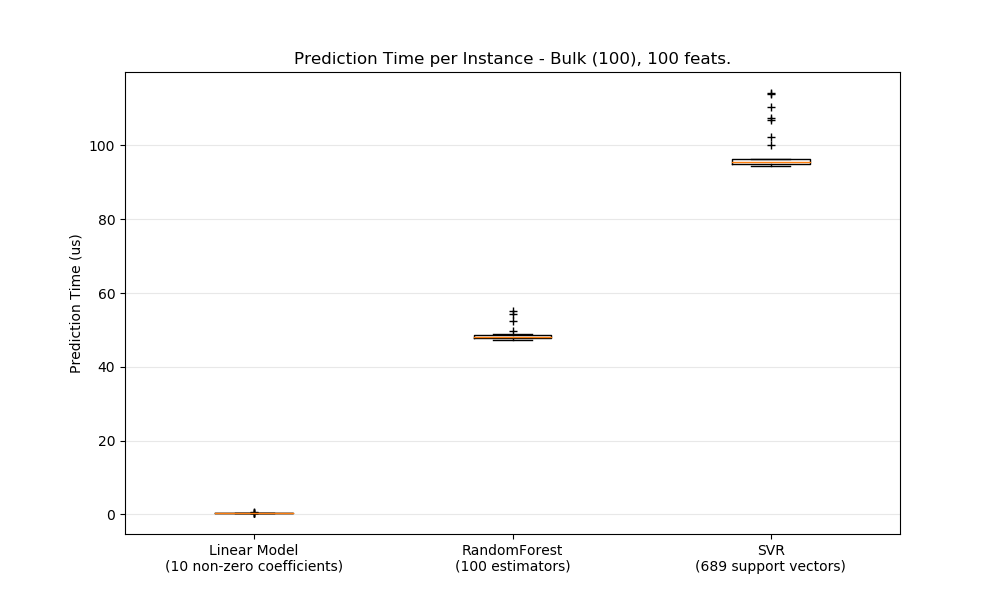 Prediction Time per Instance - Bulk (100), 100 feats.
Prediction Time (us)
100
80
60
40
20
0
Linear Model
(10 non-zero coefficients)
RandomForest
(100 estimators)
SVR
(689 support vectors)